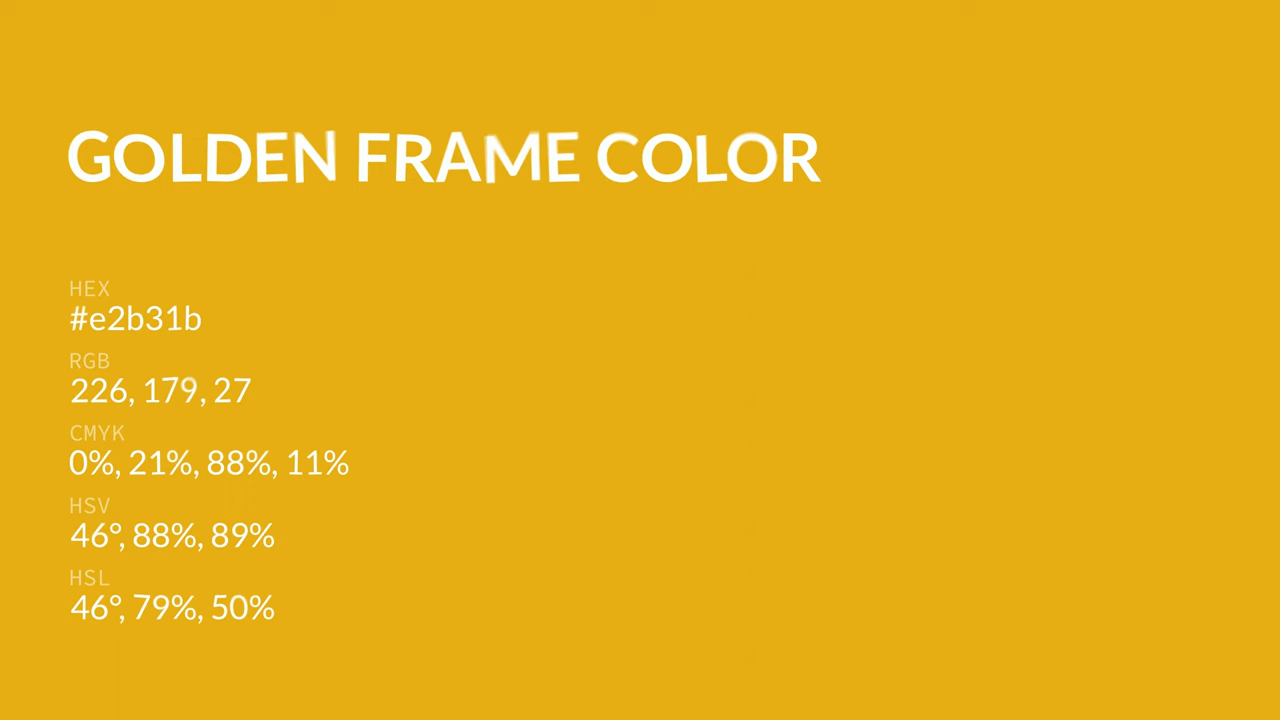 GOLDEN FRAME COLOR
HEX
#e2b31b
RGB
226, 179, 27
CMYK
0%, 21%, 88%, 11%
HSV
46°, 88%, 89%
HSL
46°, 79%, 50%